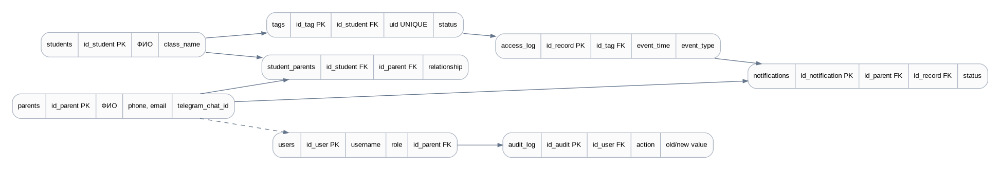 students id_student PK ФИО class_name
tags id_tag PK id_student FK uid UNIQUE status
student_parents id_student FK id_parent FK relationship
access_log id_record PK id_tag FK event_time event_type
notifications id_notification PK id_parent FK id_record FK status
parents id_parent PK ФИО phone, email telegram_chat_id
users id_user PK username role id_parent FK
audit_log id_audit PK id_user FK action old/new value